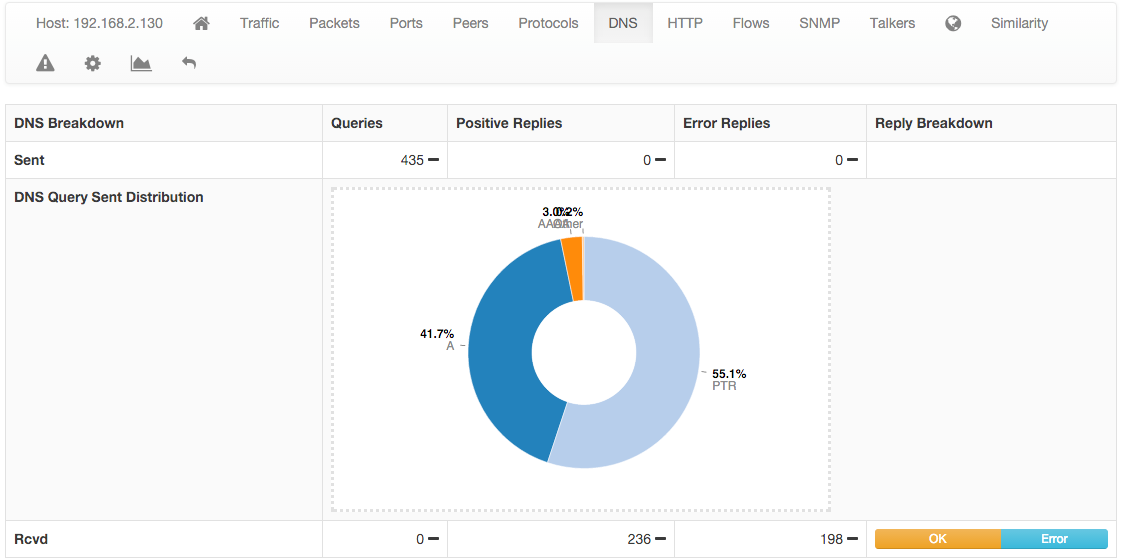 Host: 192.168.2.130 Traffic Packets Ports Peers Protocols DNS HTTP Flows SNMP Talkers Similarity
DNS Breakdown Queries Positive Replies Error Replies Reply Breakdown
Sent 435 0 0
DNS Query Sent Distribution
3.0% 0.2%
AAAA Other
41.7%
A
55.1%
PTR
Rcvd 0 236 198 OK Error